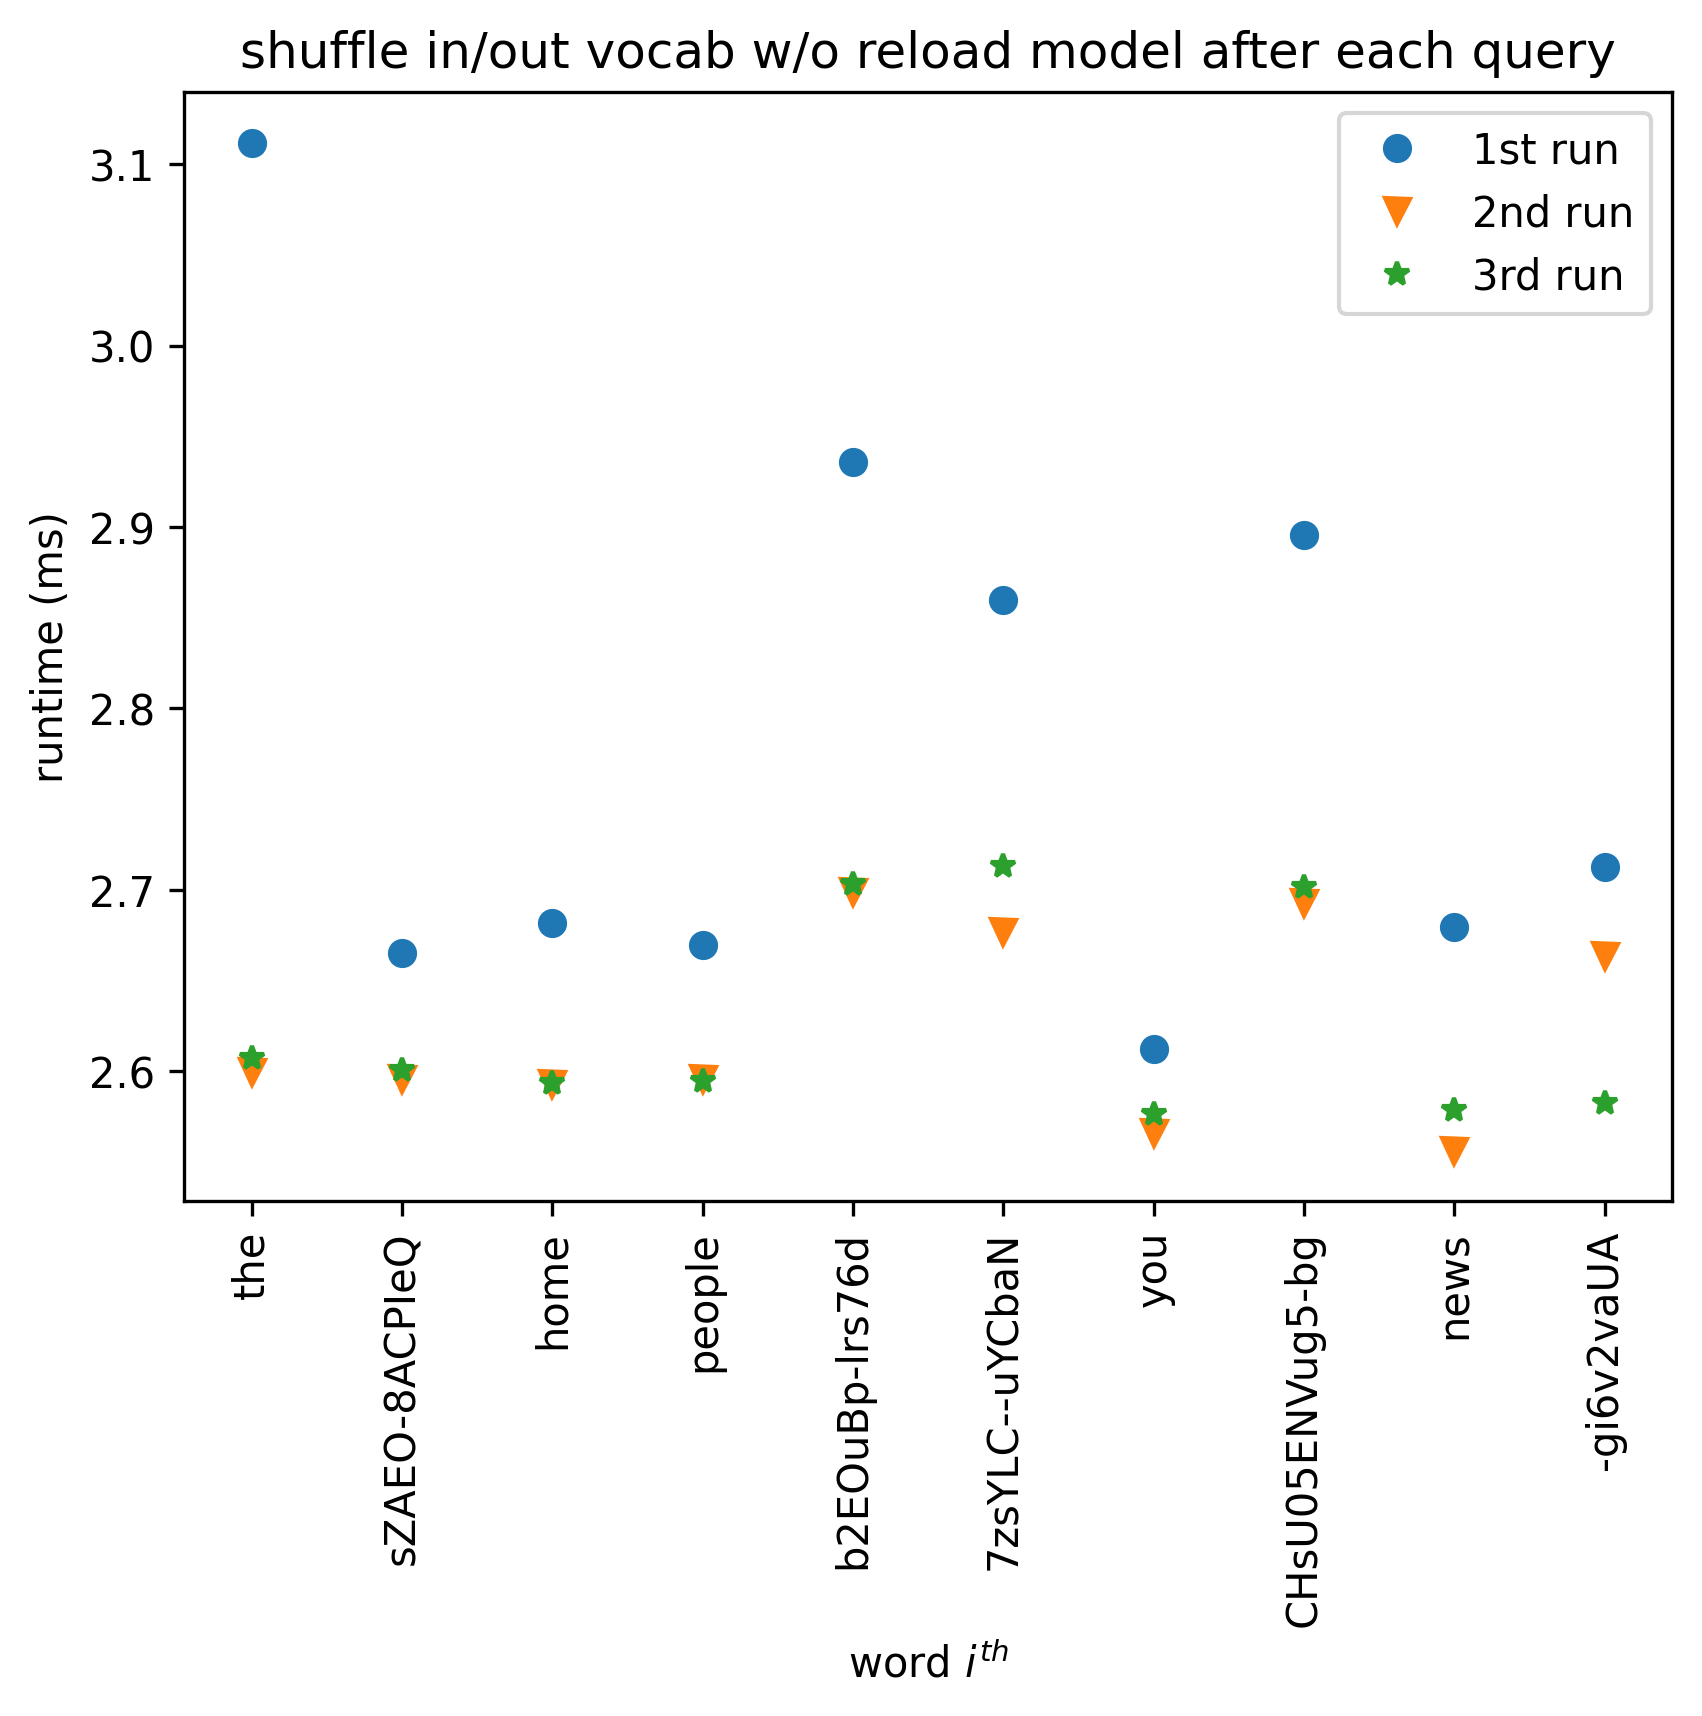 shuffle in/out vocab w/o reload model after each query
1st run
2nd run
3rd run
runtime (ms)
3.1
3.0
2.9
2.8
2.7
2.6
the
sZAEO-8ACPleQ
home
people
b2EOuBp-lrs76d
7zsYLC--uYCbaN
you
CHsU05ENVug5-bg
news
-gi6v2vaUA
word i^th